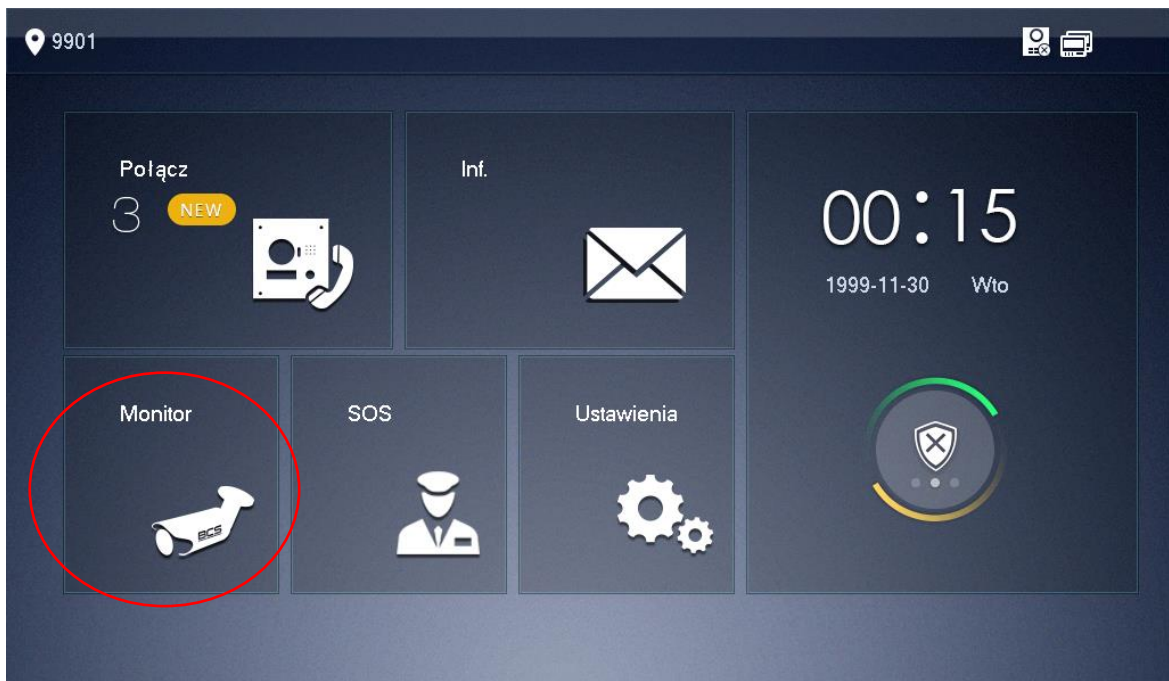 9901
Połącz
3 NEW
Inf.
00:15
1999-11-30 Wto
Monitor
BCS
SOS
Ustawienia